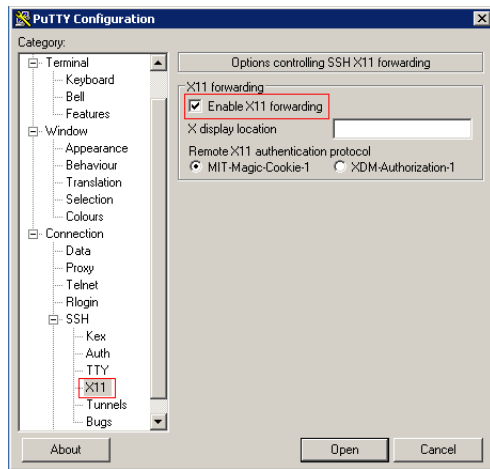 PuTTY Configuration
Category:
Terminal
Keyboard
Bell
Features
Window
Appearance
Behaviour
Translation
Selection
Colours
Connection
Data
Proxy
Telnet
Rlogin
SSH
Kex
Auth
TTY
X11
Tunnels
Bugs
Options controlling SSH X11 forwarding
X11 forwarding
Enable X11 forwarding
X display location
Remote X11 authentication protocol
MIT-Magic-Cookie-1 XDM-Authorization-1
About Open Cancel